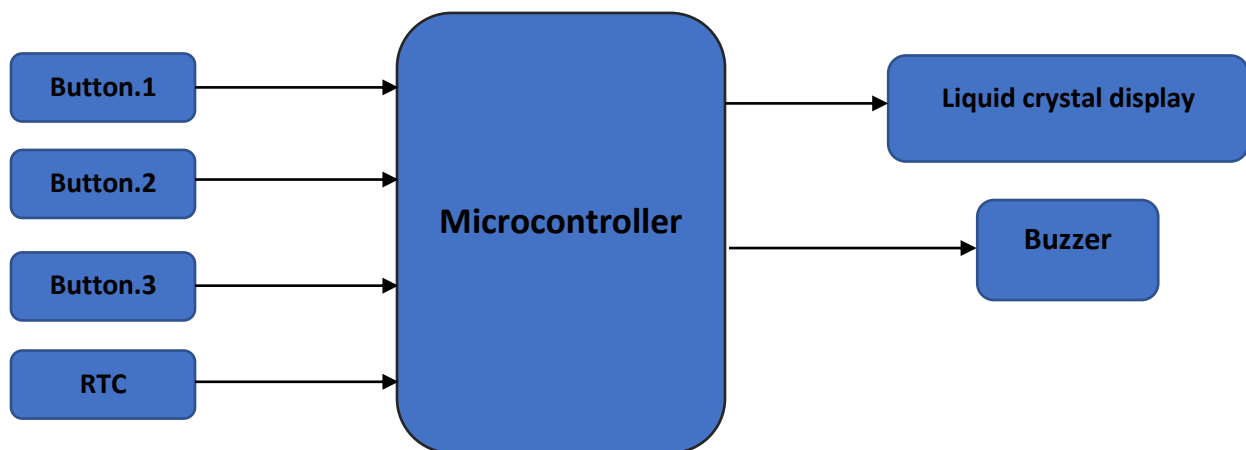 Button.1
Button.2
Button.3
RTC
Microcontroller
Liquid crystal display
Buzzer